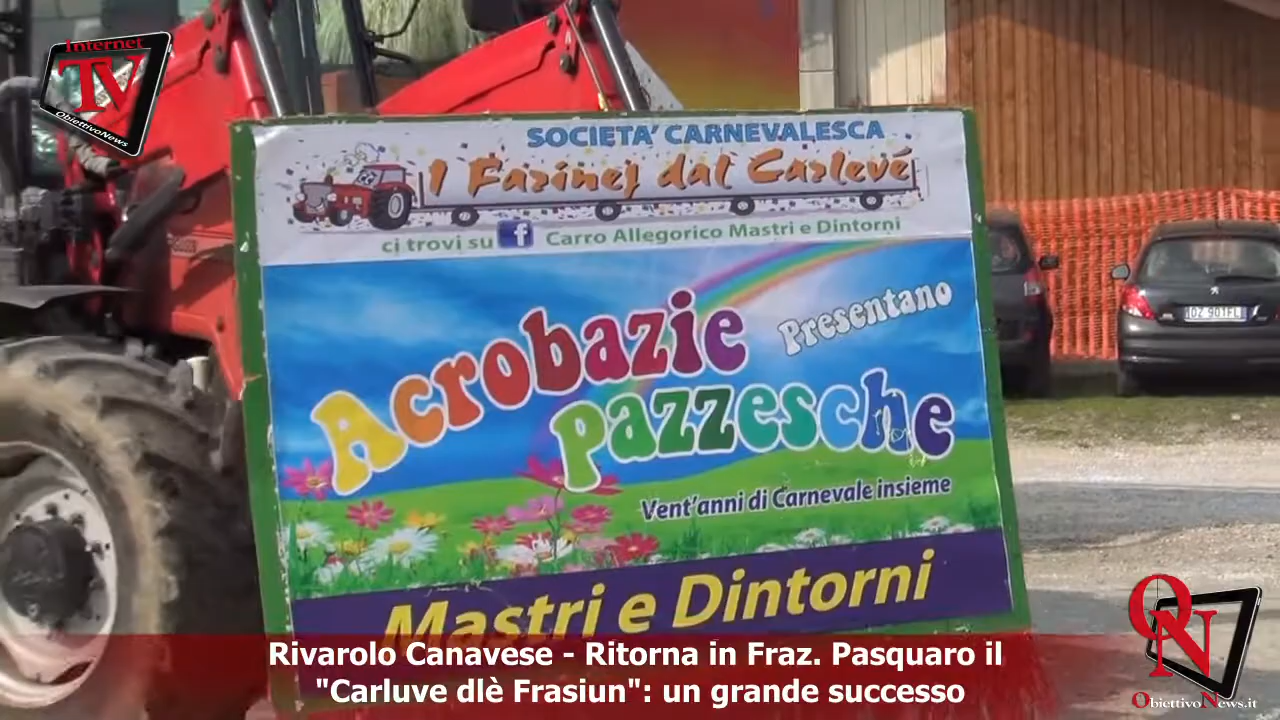 Internet
TV
ObiettivoNews
SOCIETA' CARNEVALESCA
I Farinej dal Carlevé
ci trovi su f Carro Allegorico Mastri e Dintorni
Presentano
Acrobazie
pazzesche
Vent'anni di Carnevale insieme
Mastri e Dintorni
DZ 901FL
Rivarolo Canavese - Ritorna in Fraz. Pasquaro il
"Carluve dlè Frasiun": un grande successo
ON
ObiettivoNews.it